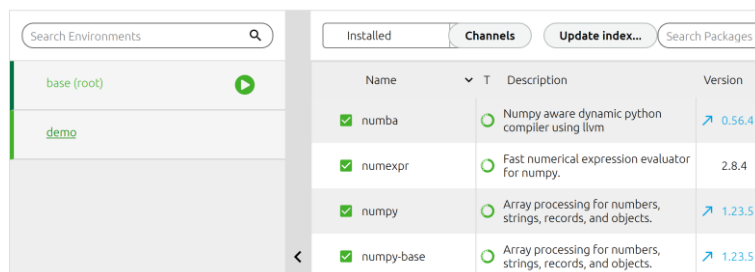 Search Environments
Installed
Channels
Update index...
Search Packages
base (root)
demo
Name T Description Version
numba Numpy aware dynamic python compiler using llvm 0.56.4
numexpr Fast numerical expression evaluator for numpy. 2.8.4
numpy Array processing for numbers, strings, records, and objects. 1.23.5
numpy-base Array processing for numbers, strings, records, and objects. 1.23.5